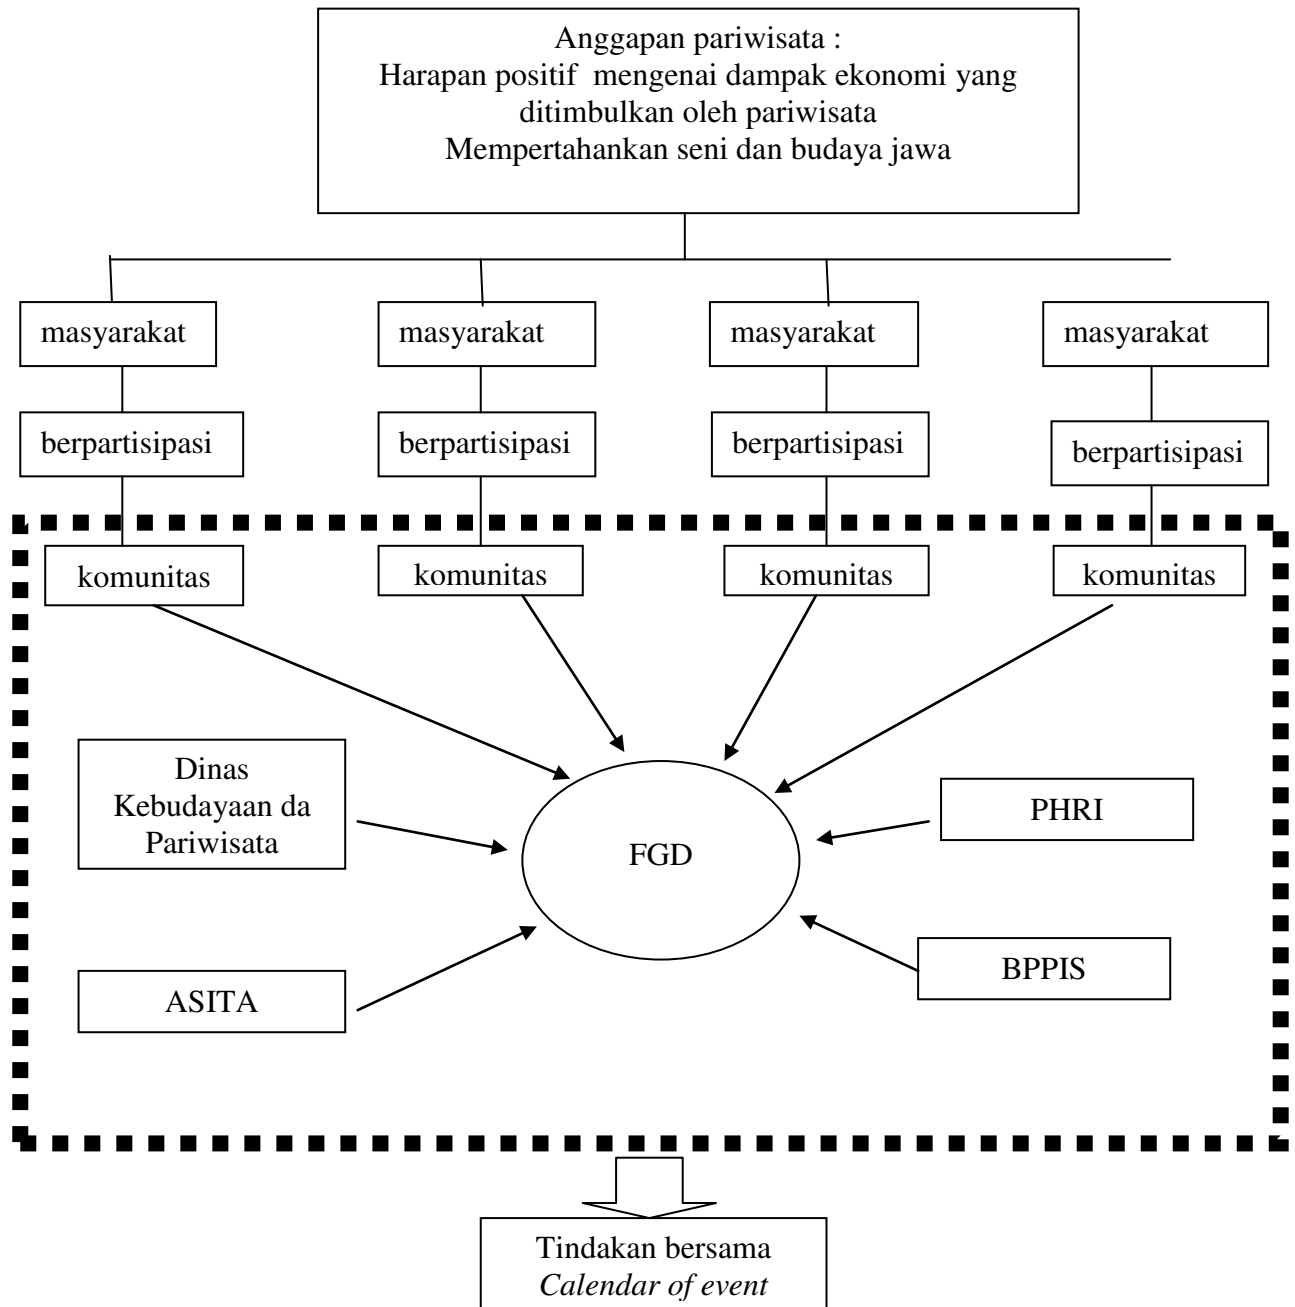 Anggapan pariwisata :
Harapan positif mengenai dampak ekonomi yang
ditimbulkan oleh pariwisata
Mempertahankan seni dan budaya jawa
masyarakat
masyarakat
masyarakat
masyarakat
berpartisipasi
berpartisipasi
berpartisipasi
berpartisipasi
komunitas
komunitas
komunitas
komunitas
Dinas
Kebudayaan da
Pariwisata
PHRI
FGD
ASITA
BPPIS
Tindakan bersama
Calendar of event